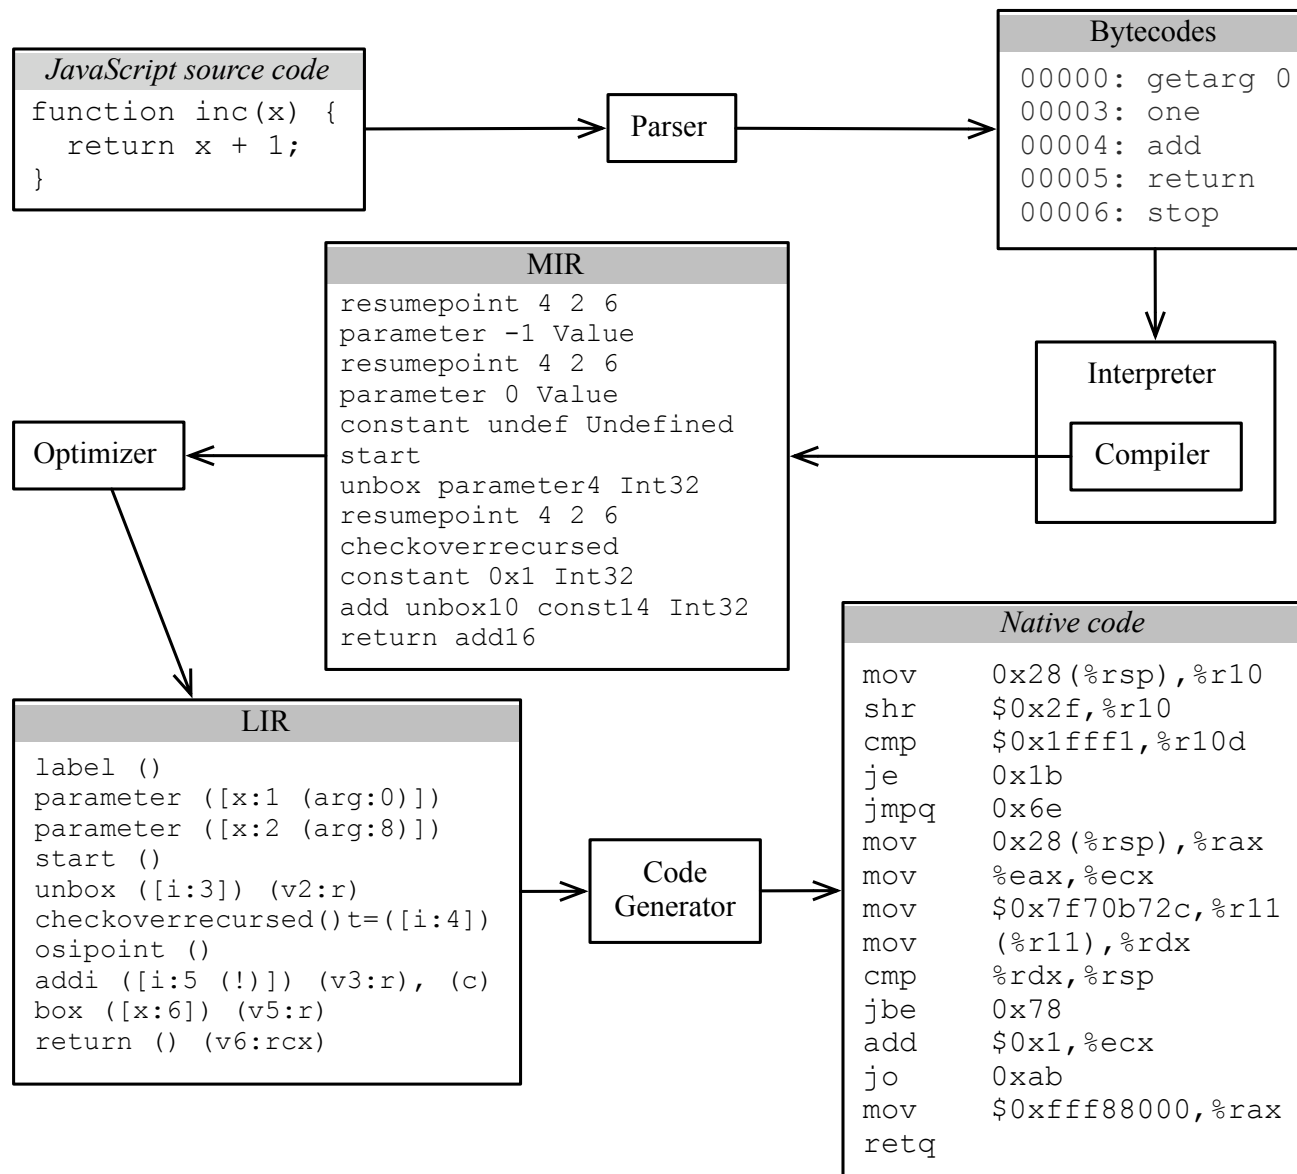 JavaScript source code
function inc(x) {
  return x + 1;
}
Parser
Bytecodes
00000: getarg 0
00003: one
00004: add
00005: return
00006: stop
Interpreter
Compiler
MIR
resumepoint 4 2 6
parameter -1 Value
resumepoint 4 2 6
parameter 0 Value
constant undef Undefined
start
unbox parameter4 Int32
resumepoint 4 2 6
checkoverrecursed
constant 0x1 Int32
add unbox10 const14 Int32
return add16
Optimizer
LIR
label ()
parameter ([x:1 (arg:0)])
parameter ([x:2 (arg:8)])
start ()
unbox ([i:3]) (v2:r)
checkoverrecursed()t=([i:4])
osipoint ()
addi ([i:5 (!)]) (v3:r), (c)
box ([x:6]) (v5:r)
return () (v6:rcx)
Code
Generator
Native code
mov 0x28(%rsp),%r10
shr $0x2f,%r10
cmp $0x1fff1,%r10d
je 0x1b
jmpq 0x6e
mov 0x28(%rsp),%rax
mov %eax,%ecx
mov $0x7f70b72c,%r11
mov (%r11),%rdx
cmp %rdx,%rsp
jbe 0x78
add $0x1,%ecx
jo 0xab
mov $0xfff88000,%rax
retq